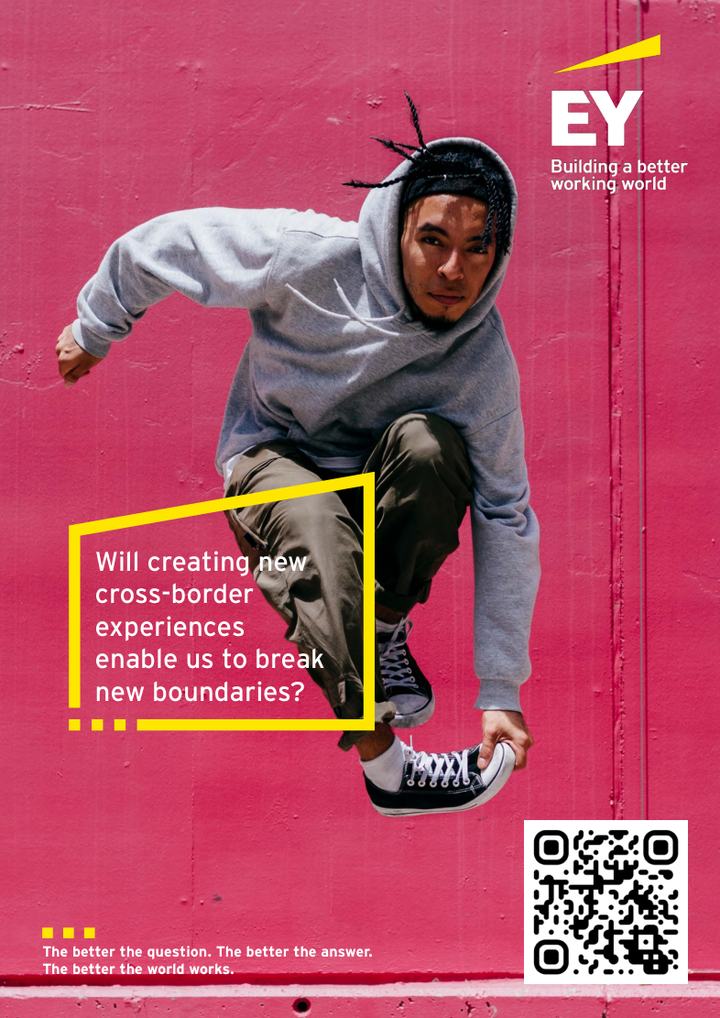 EY
Building a better
working world
Will creating new
cross-border
experiences
enable us to break
new boundaries?
The better the question. The better the answer.
The better the world works.